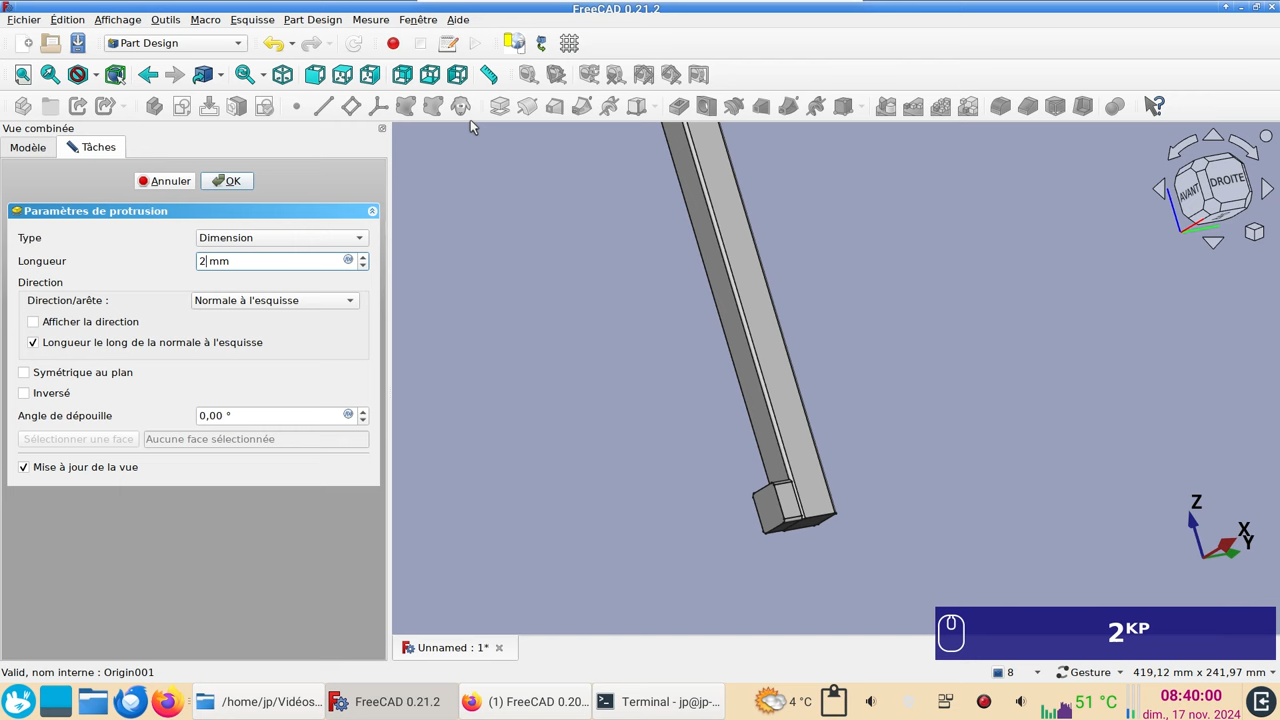 FreeCAD 0.21.2
Fichier Édition Affichage Outils Macro Esquisse Part Design Mesure Fenêtre Aide
Part Design
Vue combinée
Modèle Tâches
Annuler OK
Paramètres de protrusion
Type Dimension
Longueur 2 mm
Direction
Direction/arête : Normale à l'esquisse
Afficher la direction
Longueur le long de la normale à l'esquisse
Symétrique au plan
Inversé
Angle de dépouille 0,00 °
Sélectionner une face Aucune face sélectionnée
Mise à jour de la vue
AVANT DROITE
Z
X
Y
2KP
Unnamed : 1*
Valid, nom interne : Origin001 8 Gesture 419,12 mm x 241,97 mm
/home/jp/Vidéos... FreeCAD 0.21.2 (1) FreeCAD 0.20... Terminal - jp@jp-... 4 °C 51 °C 08:40:00
dim., 17 nov. 2024